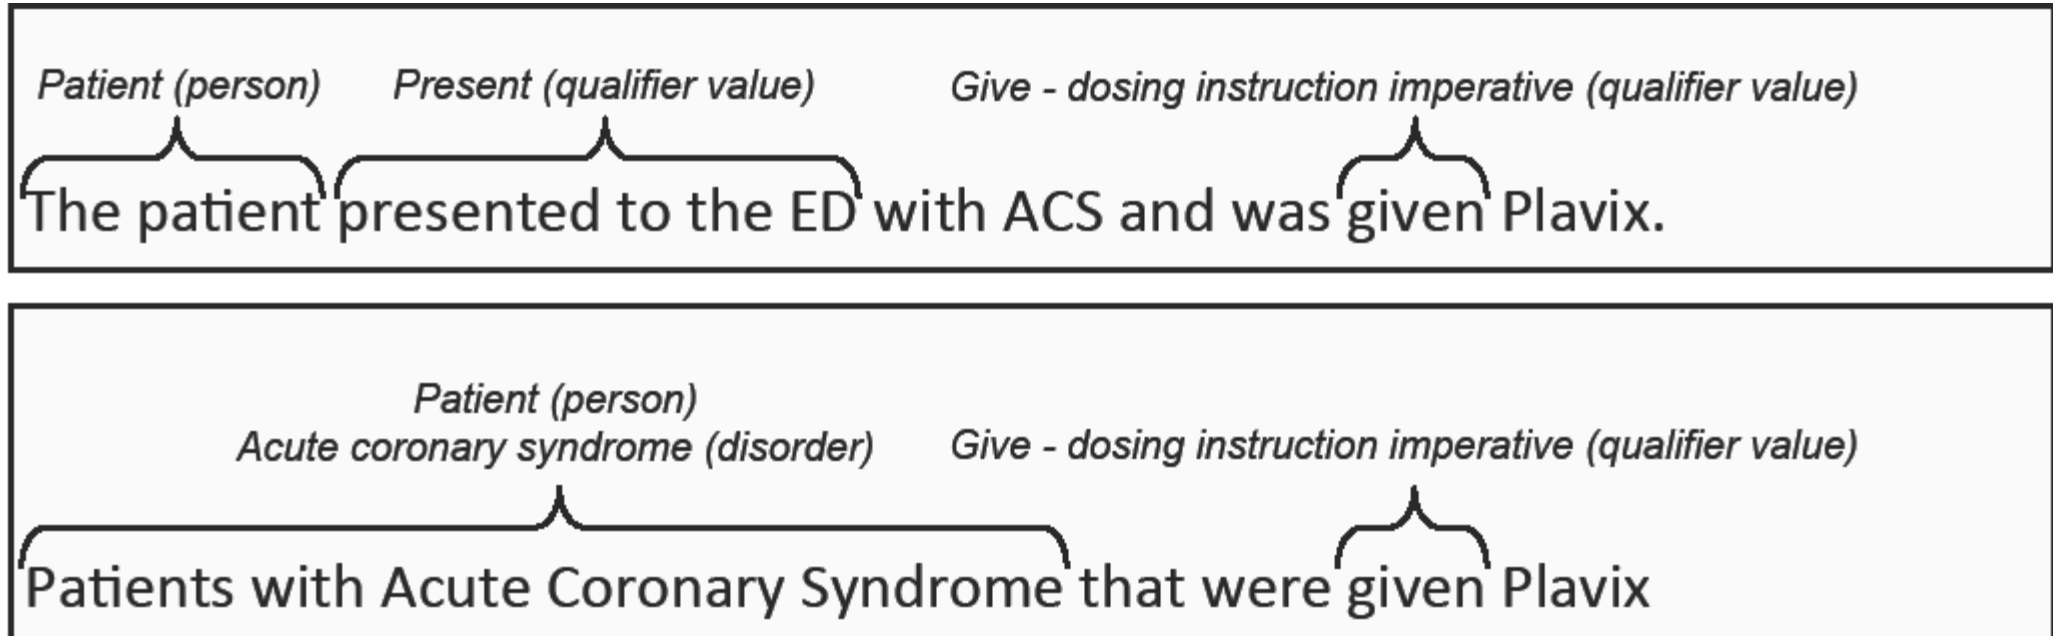 Patient (person) Present (qualifier value) Give - dosing instruction imperative (qualifier value)
The patient presented to the ED with ACS and was given Plavix.
Patient (person)
Acute coronary syndrome (disorder) Give - dosing instruction imperative (qualifier value)
Patients with Acute Coronary Syndrome that were given Plavix